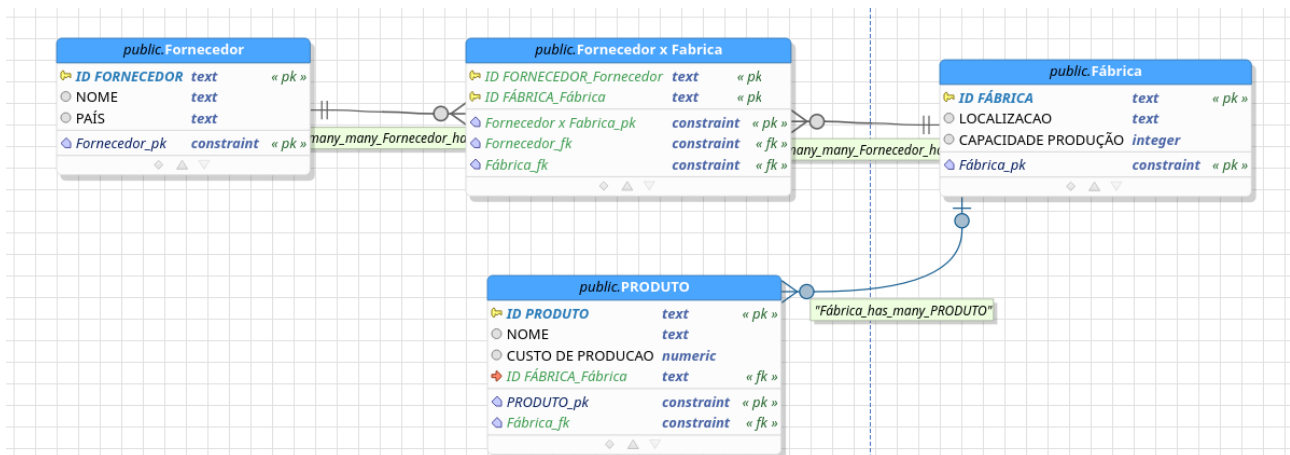 public.Fornecedor
ID FORNECEDOR text « pk »
NOME text
PAÍS text
Fornecedor_pk constraint « pk »
many_many_Fornecedor_ha
public.Fornecedor x Fabrica
ID FORNECEDOR_Fornecedor text « pk
ID FÁBRICA_Fábrica text « pk
Fornecedor x Fabrica_pk constraint « pk »
Fornecedor_fk constraint « fk »
Fábrica_fk constraint « fk »
many_many_Fornecedor_ha
public.Fábrica
ID FÁBRICA text « pk »
LOCALIZACAO text
CAPACIDADE PRODUÇÃO integer
Fábrica_pk constraint « pk »
public.PRODUTO
ID PRODUTO text « pk »
NOME text
CUSTO DE PRODUCAO numeric
ID FÁBRICA_Fábrica text « fk »
PRODUTO_pk constraint « pk »
Fábrica_fk constraint « fk »
"Fábrica_has_many_PRODUTO"